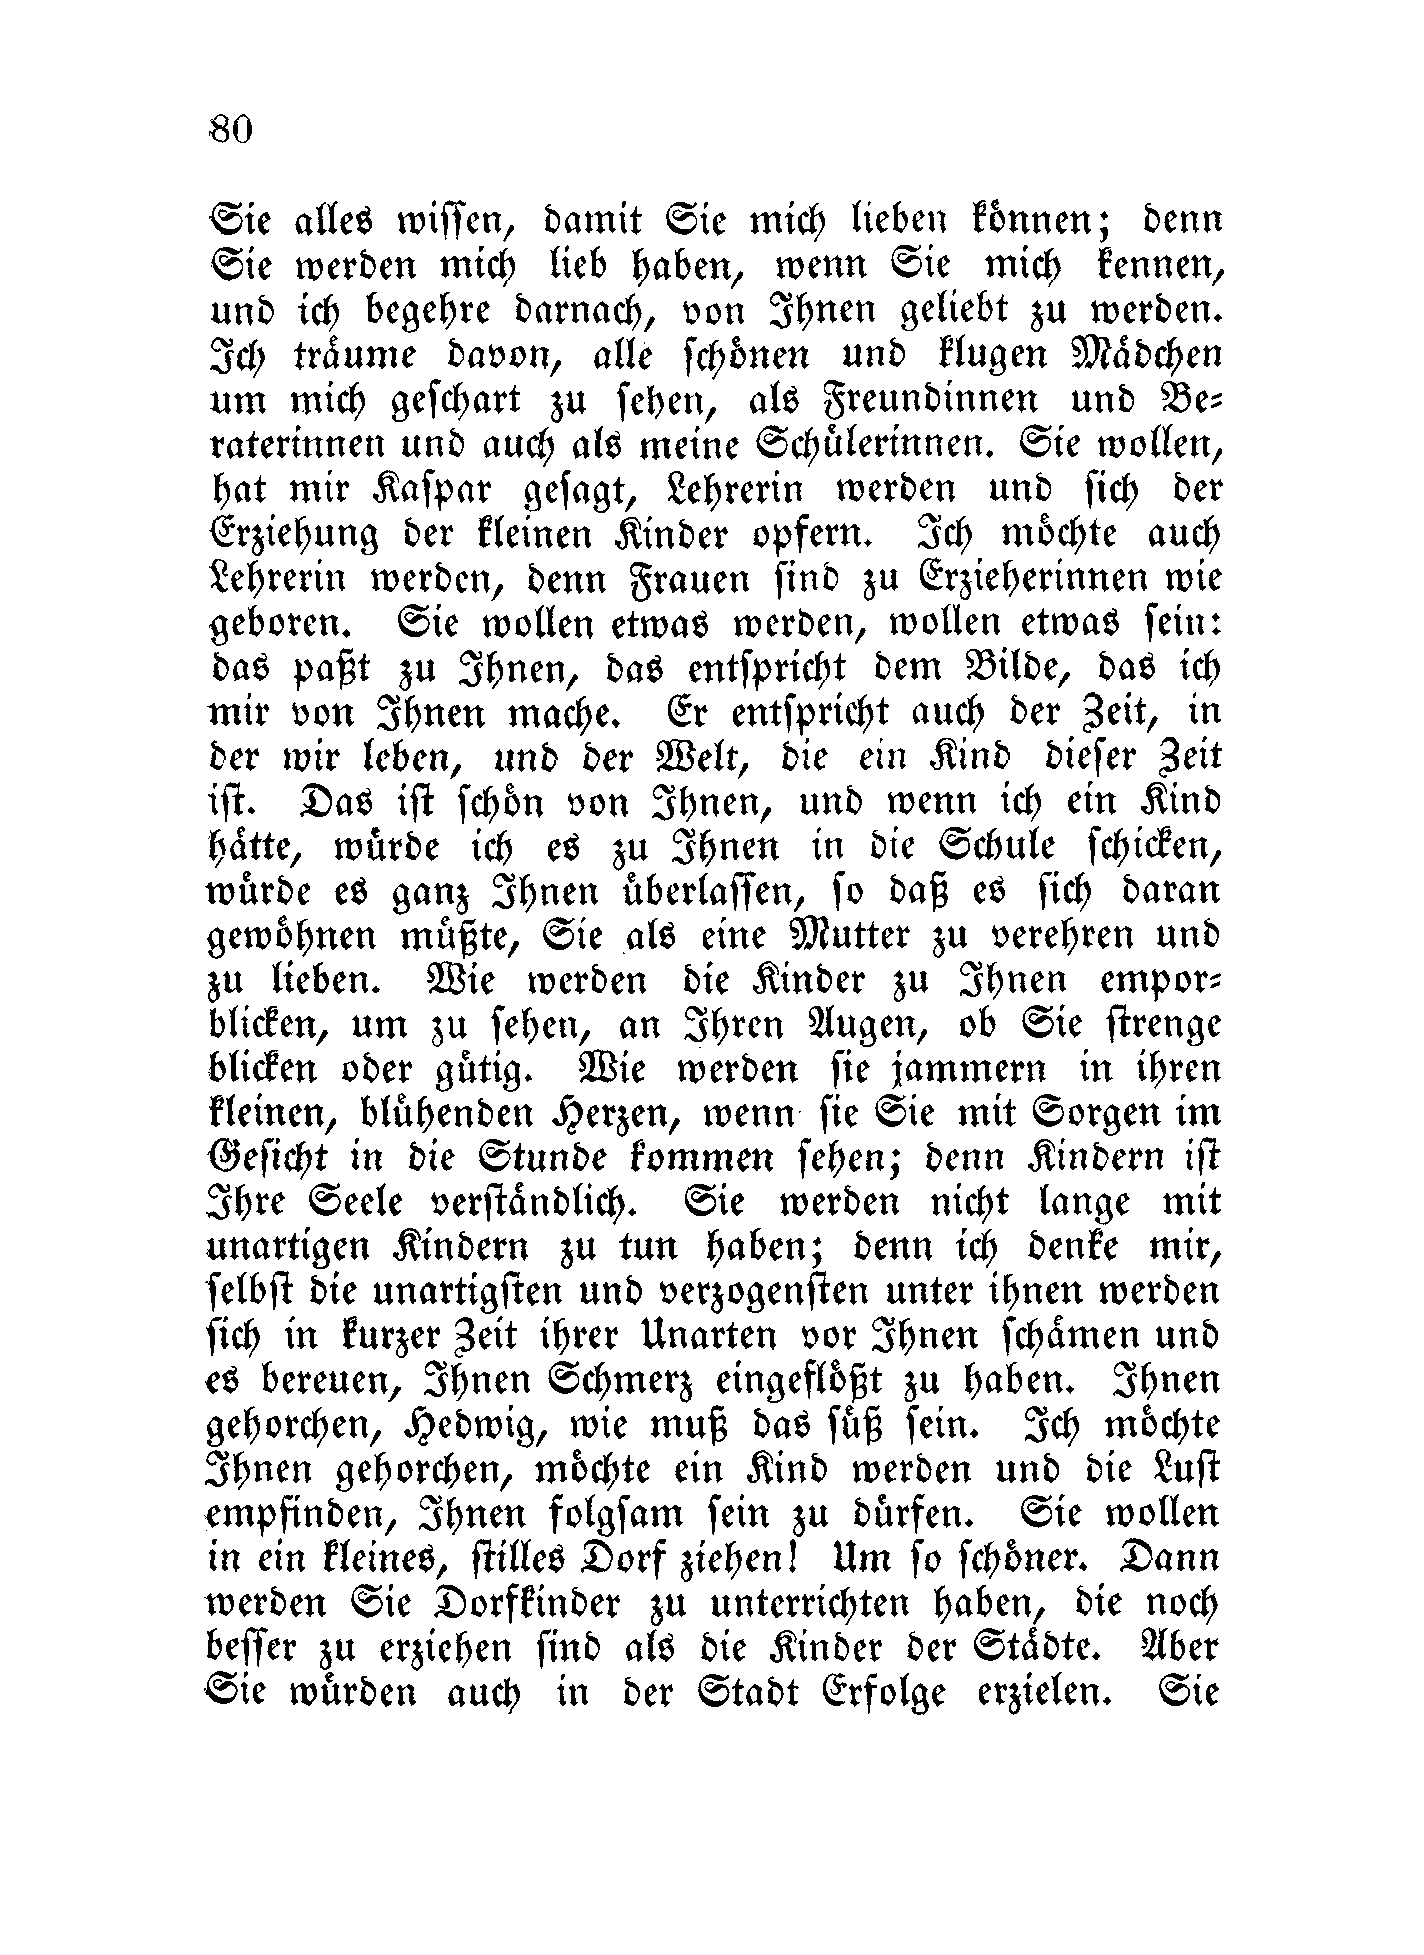 80
Sie alles wissen, damit Sie mich lieben können; denn
Sie werden mich lieb haben, wenn Sie mich kennen,
und ich begehre darnach, von Ihnen geliebt zu werden.
Ich träume davon, alle schönen und klugen Mädchen
um mich geschart zu sehen, als Freundinnen und Be-
raterinnen und auch als meine Schülerinnen. Sie wollen,
hat mir Kaspar gesagt, Lehrerin werden und sich der
Erziehung der kleinen Kinder opfern. Ich möchte auch
Lehrerin werden, denn Frauen sind zu Erzieherinnen wie
geboren. Sie wollen etwas werden, wollen etwas sein:
das paßt zu Ihnen, das entspricht dem Bilde, das ich
mir von Ihnen mache. Er entspricht auch der Zeit, in
der wir leben, und der Welt, die ein Kind dieser Zeit
ist. Das ist schön von Ihnen, und wenn ich ein Kind
hätte, würde ich es zu Ihnen in die Schule schicken,
würde es ganz Ihnen überlassen, so daß es sich daran
gewöhnen müßte, Sie als eine Mutter zu verehren und
zu lieben. Wie werden die Kinder zu Ihnen empor-
blicken, um zu sehen, an Ihren Augen, ob Sie strenge
blicken oder gütig. Wie werden sie jammern in ihren
kleinen, blühenden Herzen, wenn sie Sie mit Sorgen im
Gesicht in die Stunde kommen sehen; denn Kindern ist
Ihre Seele verständlich. Sie werden nicht lange mit
unartigen Kindern zu tun haben; denn ich denke mir,
selbst die unartigsten und verzogensten unter ihnen werden
sich in kurzer Zeit ihrer Unarten vor Ihnen schämen und
es bereuen, Ihnen Schmerz eingeflößt zu haben. Ihnen
gehorchen, Hedwig, wie muß das süß sein. Ich möchte
Ihnen gehorchen, möchte ein Kind werden und die Lust
empfinden, Ihnen folgsam sein zu dürfen. Sie wollen
in ein kleines, stilles Dorf ziehen! Um so schöner. Dann
werden Sie Dorfkinder zu unterrichten haben, die noch
besser zu erziehen sind als die Kinder der Städte. Aber
Sie würden auch in der Stadt Erfolge erzielen. Sie